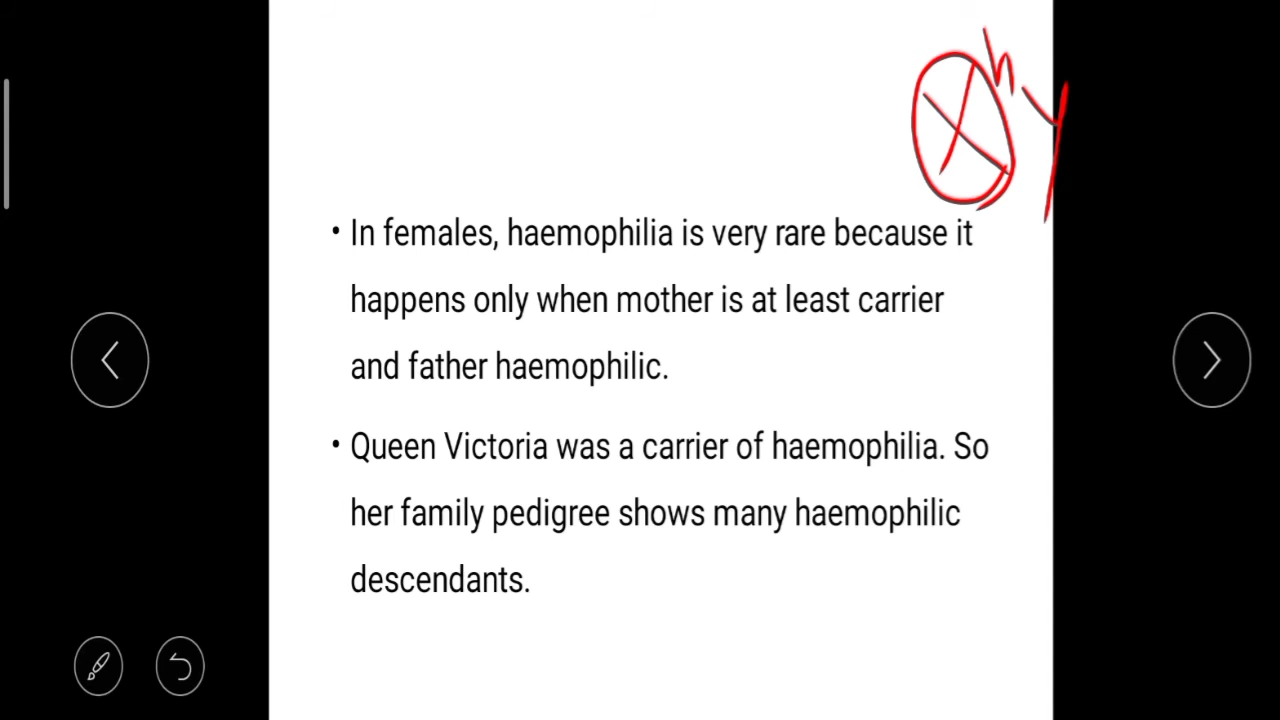 Xʰy
• In females, haemophilia is very rare because it
happens only when mother is at least carrier
and father haemophilic.
• Queen Victoria was a carrier of haemophilia. So
her family pedigree shows many haemophilic
descendants.